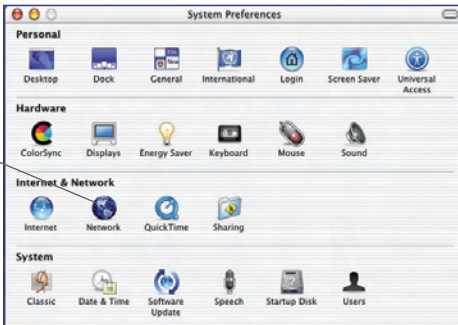 System Preferences
Personal
Desktop Dock General International Login Screen Saver Universal Access
Hardware
ColorSync Displays Energy Saver Keyboard Mouse Sound
Internet & Network
Internet Network QuickTime Sharing
System
Classic Date & Time Software Update Speech Startup Disk Users